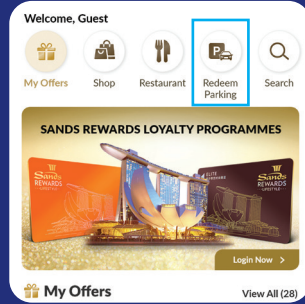 Welcome, Guest
My Offers
Shop
Restaurant
Redeem
Parking
Search
SANDS REWARDS LOYALTY PROGRAMMES
Sands
REWARDS
LIFESTYLE
ELITE
Sands
REWARDS
LIFESTYLE
Login Now >
My Offers
View All (28)